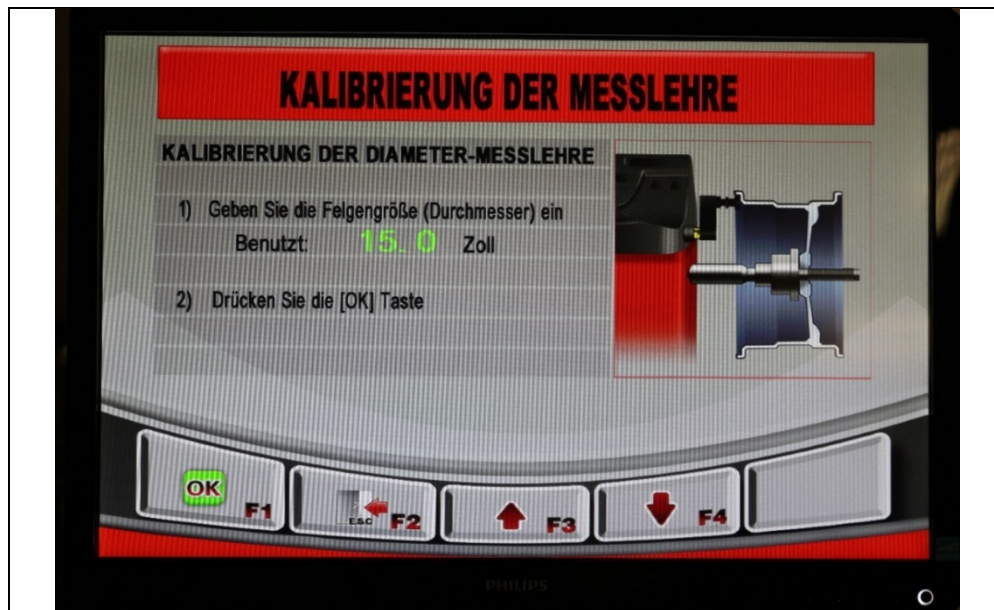 KALIBRIERUNG DER MESSLEHRE
KALIBRIERUNG DER DIAMETER-MESSLEHRE
1) Geben Sie die Felgengröße (Durchmesser) ein
Benutzt: 15. 0 Zoll
2) Drücken Sie die [OK] Taste
OK F1
ESC F2
F3
F4
PHILIPS